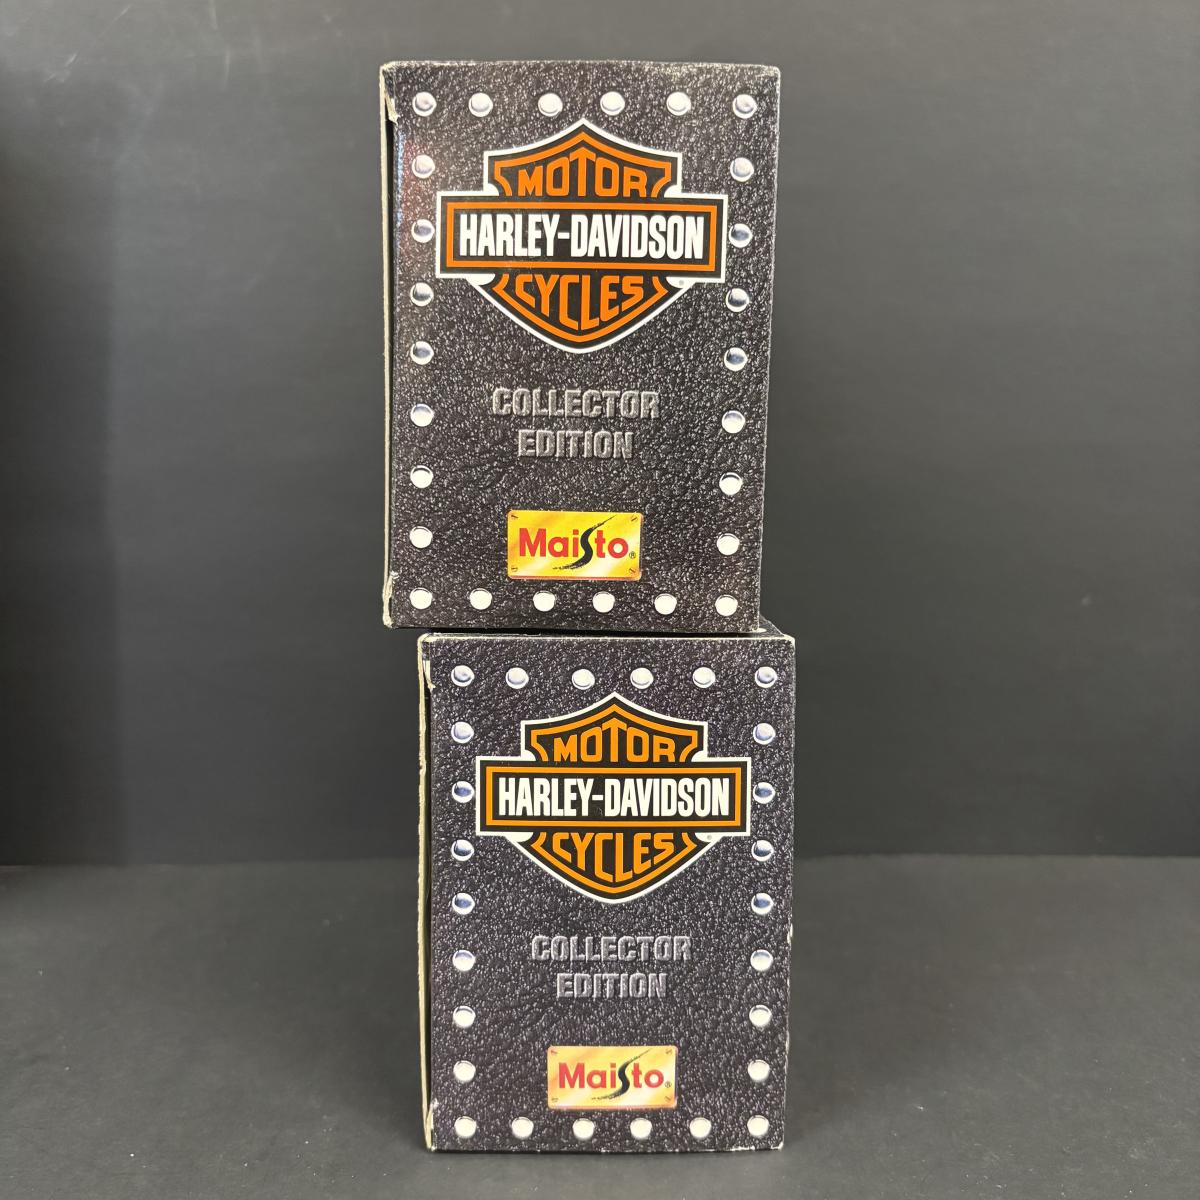 MOTOR
HARLEY-DAVIDSON
CYCLES
®
COLLECTOR
EDITION
Maisto®
MOTOR
HARLEY-DAVIDSON
CYCLES
®
COLLECTOR
EDITION
Maisto®